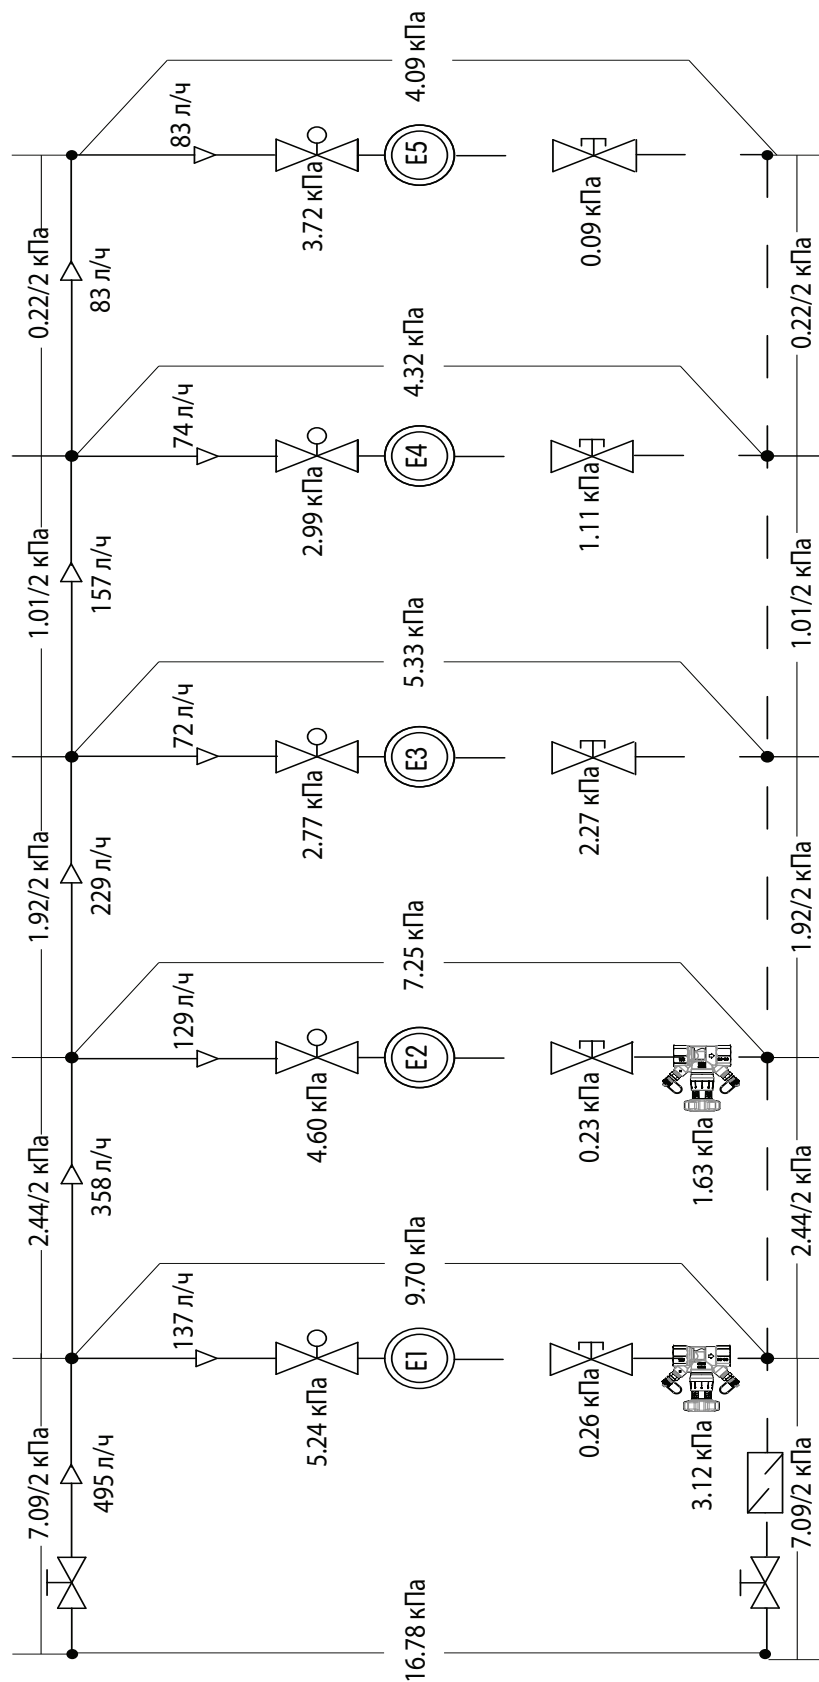 7.09/2 кПа
2.44/2 кПа
1.92/2 кПа
1.01/2 кПа
0.22/2 кПа
495 л/ч
358 л/ч
229 л/ч
157 л/ч
83 л/ч
137 л/ч
129 л/ч
72 л/ч
74 л/ч
83 л/ч
5.24 кПа
4.60 кПа
2.77 кПа
2.99 кПа
3.72 кПа
16.78 кПа
E1
9.70 кПа
E2
7.25 кПа
E3
5.33 кПа
E4
4.32 кПа
E5
4.09 кПа
0.26 кПа
0.23 кПа
2.27 кПа
1.11 кПа
0.09 кПа
3.12 кПа
1.63 кПа
7.09/2 кПа
2.44/2 кПа
1.92/2 кПа
1.01/2 кПа
0.22/2 кПа